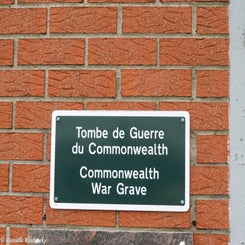 Tombe de Guerre
du Commonwealth
Commonwealth
War Grave